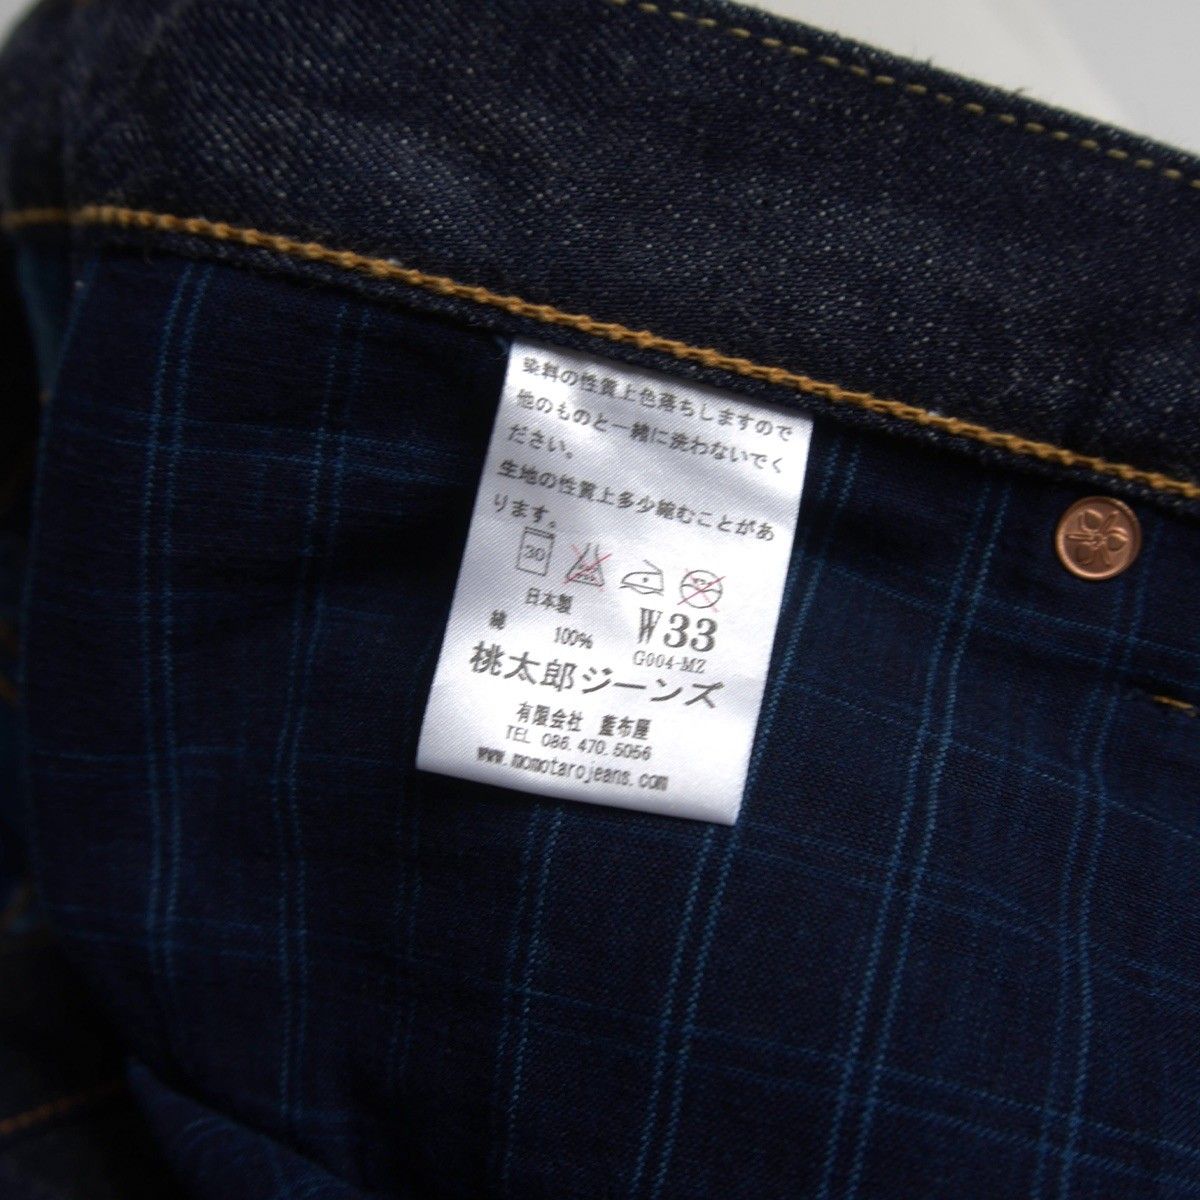 染料の性質上色落ちしますので
他のものと一緒に洗わないでく
ださい。
生地の性質上多少縮むことがあ
ります。
30
日本製
綿 100%
W33
G004-MZ
桃太郎ジーンズ
有限会社 藍布屋
TEL 086.470.5056
www.momotarojeans.com